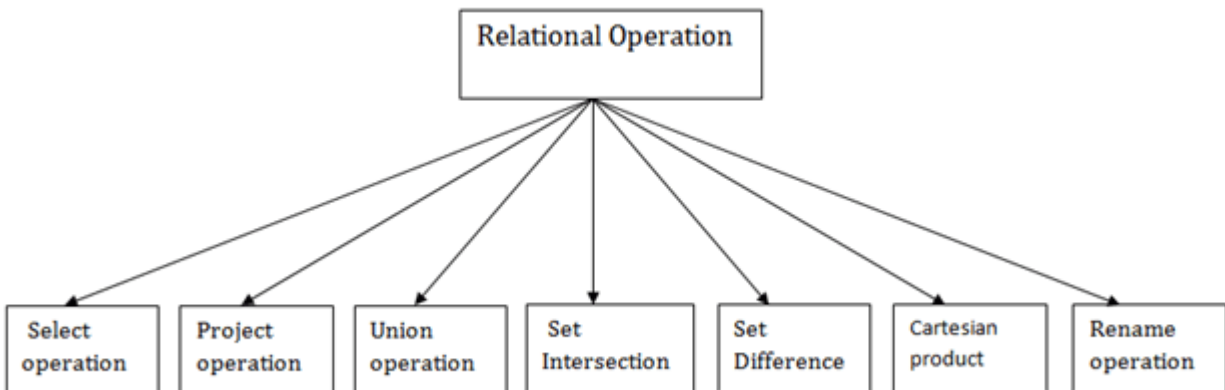 Relational Operation
Select
operation
Project
operation
Union
operation
Set
Intersection
Set
Difference
Cartesian
product
Rename
operation